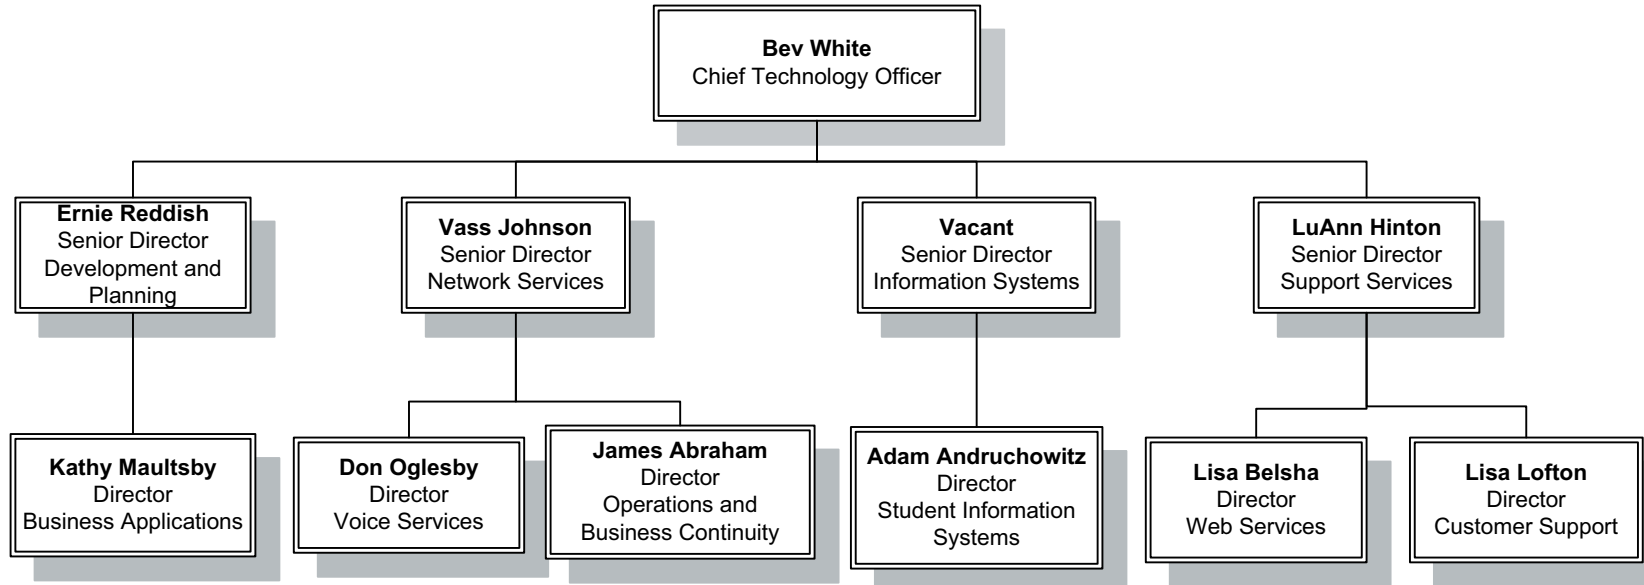 Bev White
Chief Technology Officer
Ernie Reddish
Senior Director
Development and
Planning
Vass Johnson
Senior Director
Network Services
Vacant
Senior Director
Information Systems
LuAnn Hinton
Senior Director
Support Services
Kathy Maultsby
Director
Business Applications
Don Oglesby
Director
Voice Services
James Abraham
Director
Operations and
Business Continuity
Adam Andruchowitz
Director
Student Information
Systems
Lisa Belsha
Director
Web Services
Lisa Lofton
Director
Customer Support